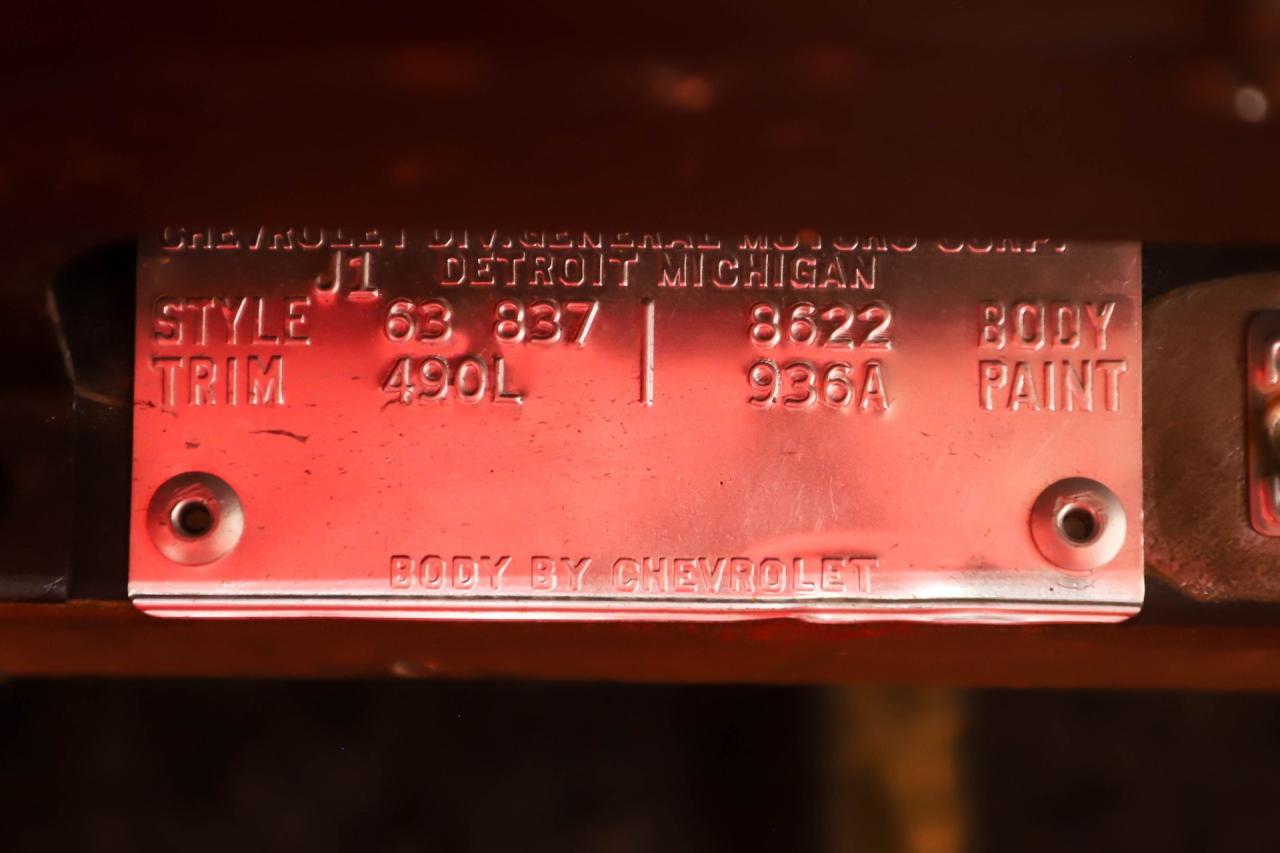 CHEVROLET DIV. GENERAL MOTORS CORP.
J1 DETROIT MICHIGAN
STYLE 63 837 | 8622 BODY
TRIM 490L | 936A PAINT
BODY BY CHEVROLET